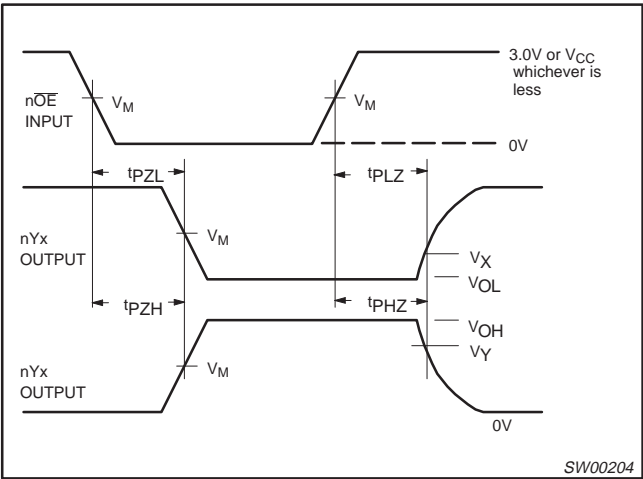 3.0V or VCC
whichever is
less
nOE
INPUT
VM
VM
0V
tPZL
tPLZ
nYx
OUTPUT
VM
VX
VOL
tPZH
tPHZ
VOH
VY
nYx
OUTPUT
VM
0V
SW00204